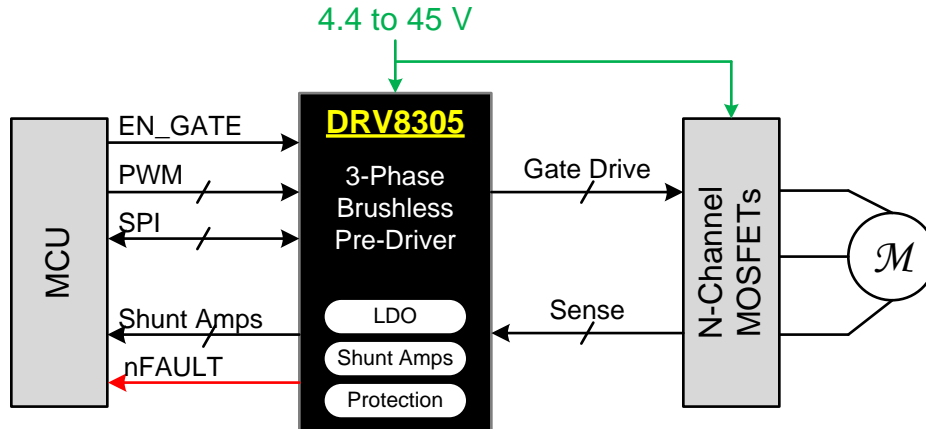 4.4 to 45 V
MCU
EN_GATE
PWM
SPI
Shunt Amps
nFAULT
DRV8305
3-Phase
Brushless
Pre-Driver
LDO
Shunt Amps
Protection
Gate Drive
Sense
N-Channel
MOSFETs
M